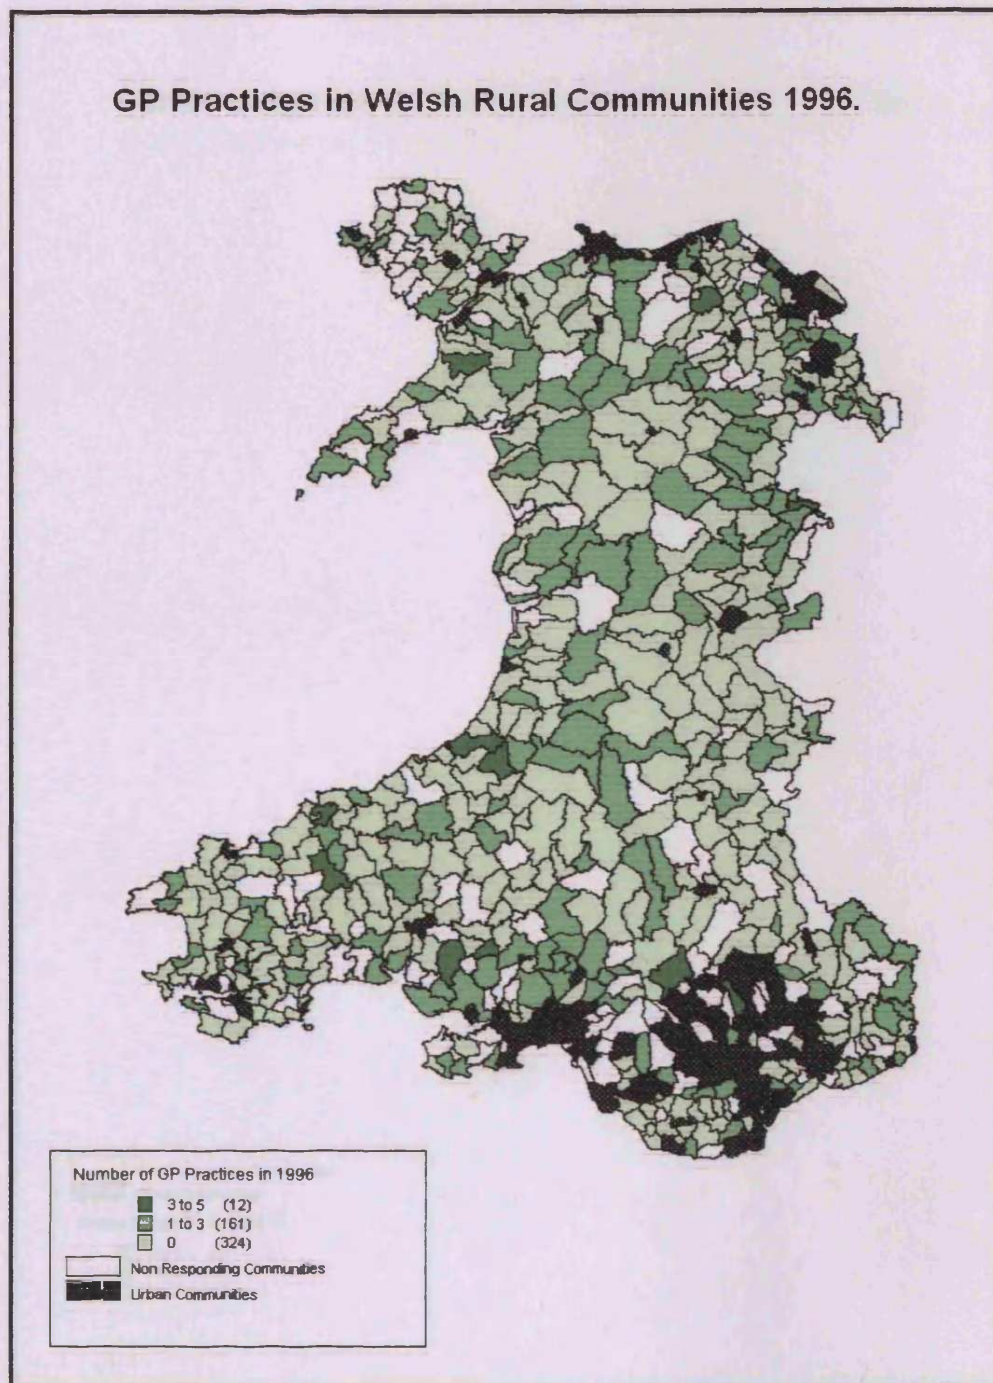 GP Practices in Welsh Rural Communities 1996.
Number of GP Practices in 1996
3 to 5 (12)
1 to 3 (161)
0 (324)
Non Responding Communities
Urban Communities